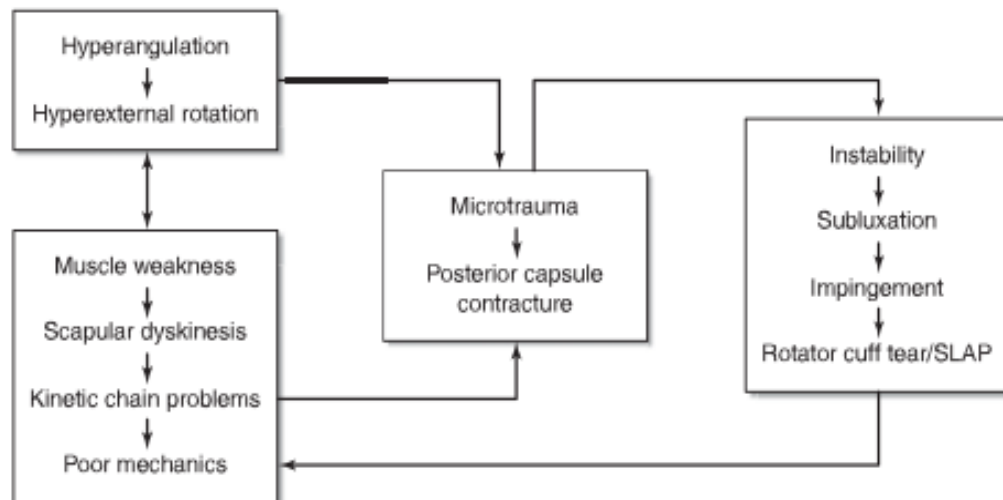 Hyperangulation
Hyperexternal rotation
Muscle weakness
Scapular dyskinesis
Kinetic chain problems
Poor mechanics
Microtrauma
Posterior capsule
contracture
Instability
Subluxation
Impingement
Rotator cuff tear/SLAP